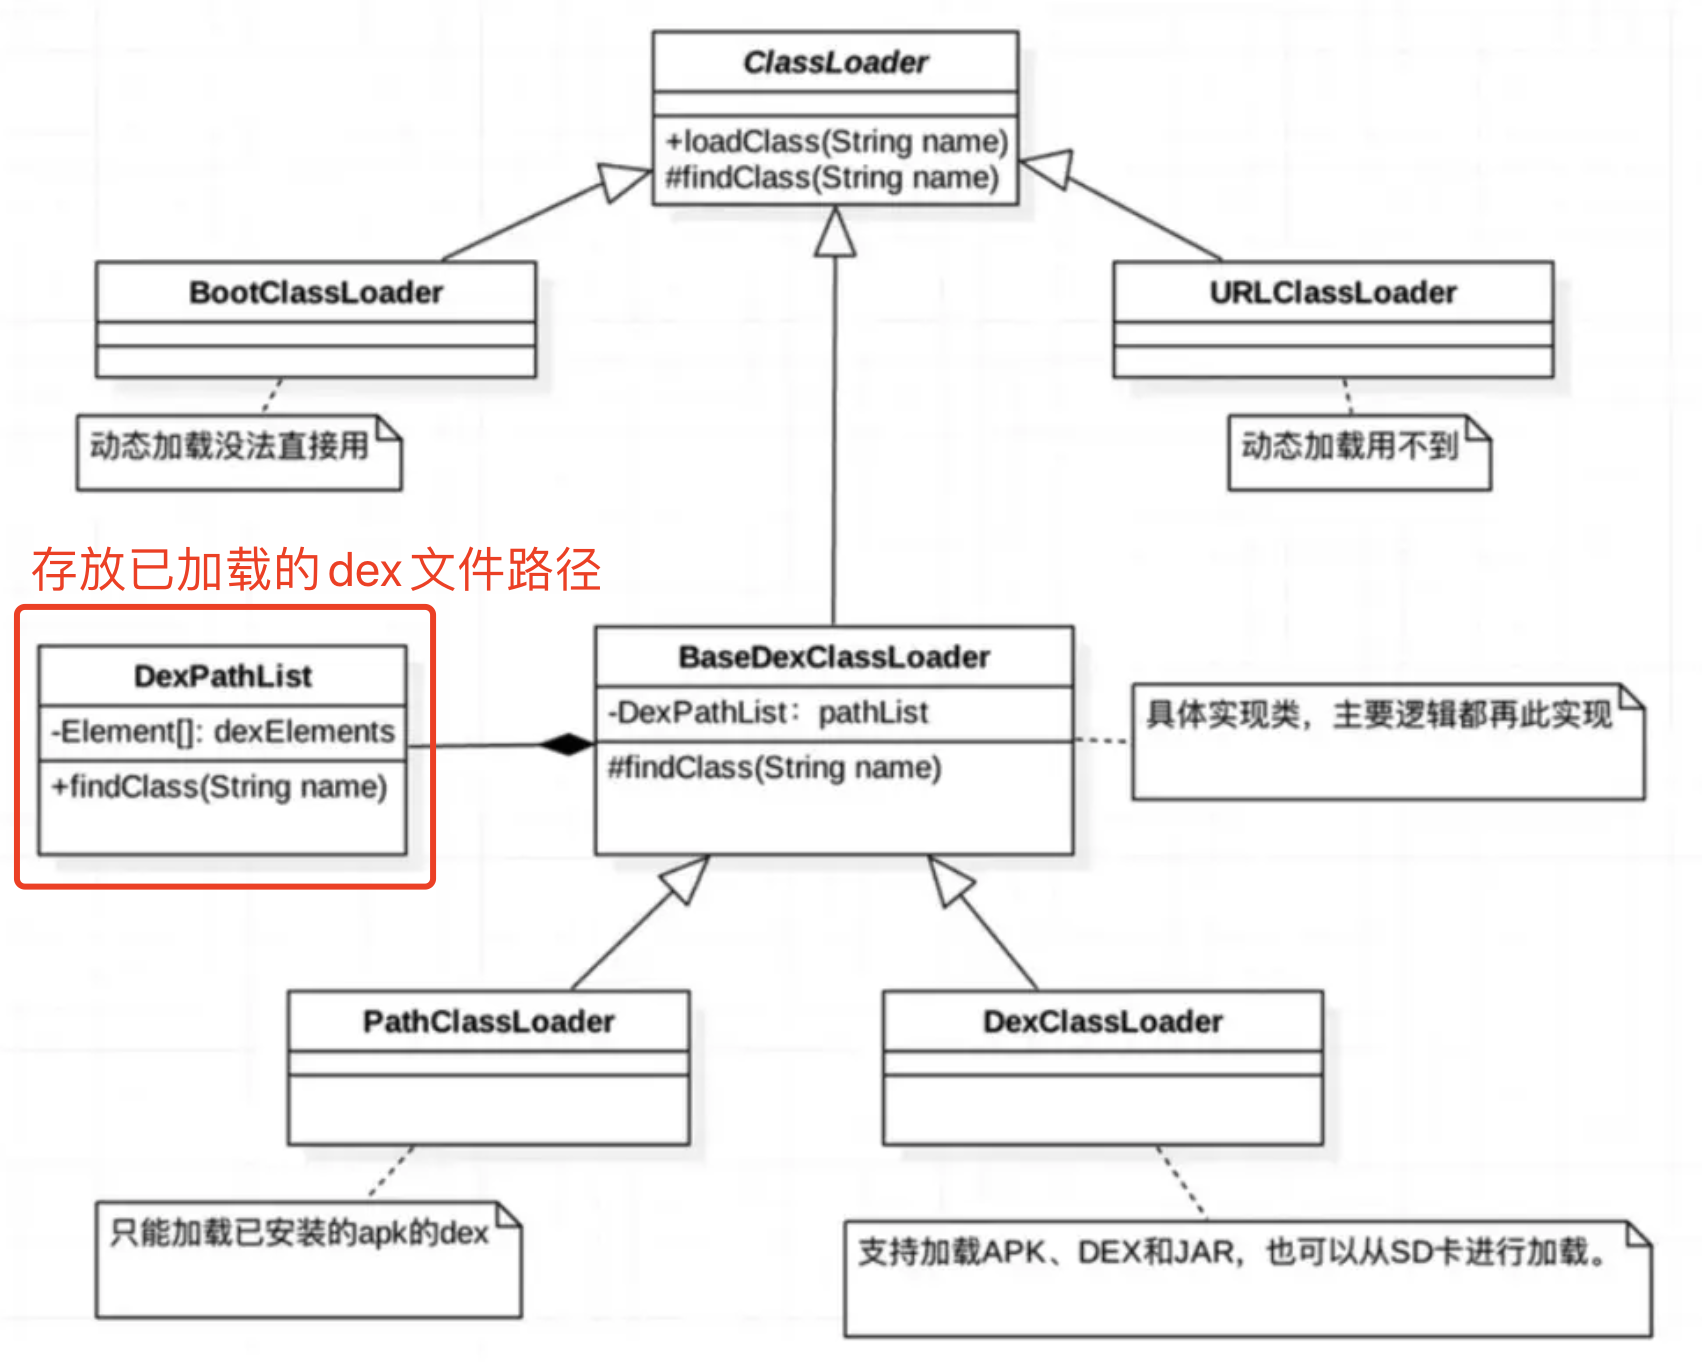 ClassLoader
+loadClass(String name)
#findClass(String name)
BootClassLoader
URLClassLoader
动态加载没法直接用
动态加载用不到
存放已加载的dex文件路径
DexPathList
-Element[]: dexElements
+findClass(String name)
BaseDexClassLoader
-DexPathList：pathList
#findClass(String name)
具体实现类，主要逻辑都再此实现
PathClassLoader
DexClassLoader
只能加载已安装的apk的dex
支持加载APK、DEX和JAR，也可以从SD卡进行加载。